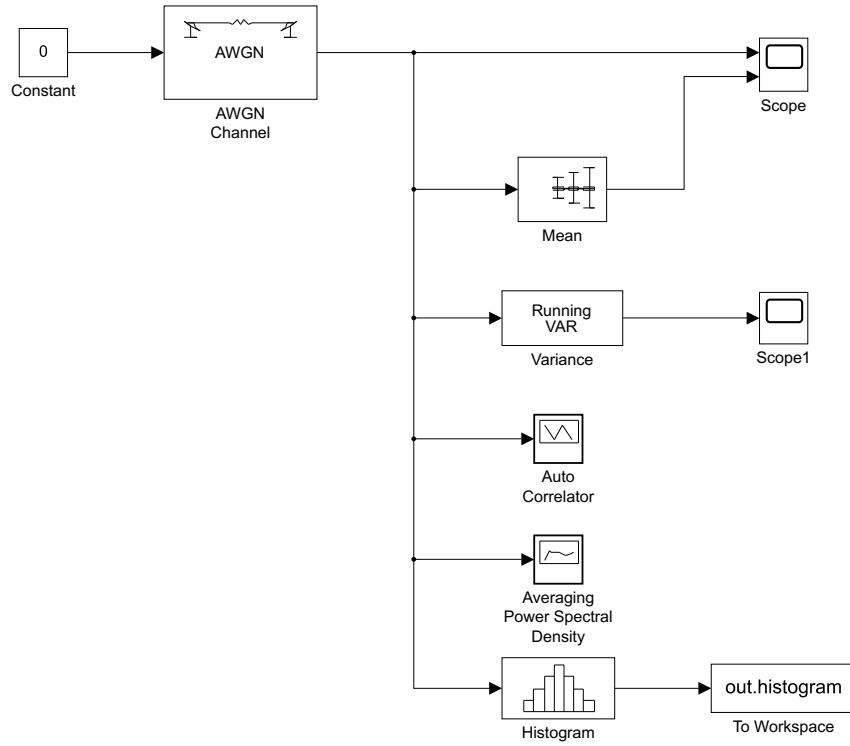 0
Constant
AWGN
AWGN
Channel
Scope
Mean
Running
VAR
Variance
Scope1
Auto
Correlator
Averaging
Power Spectral
Density
Histogram
out.histogram
To Workspace